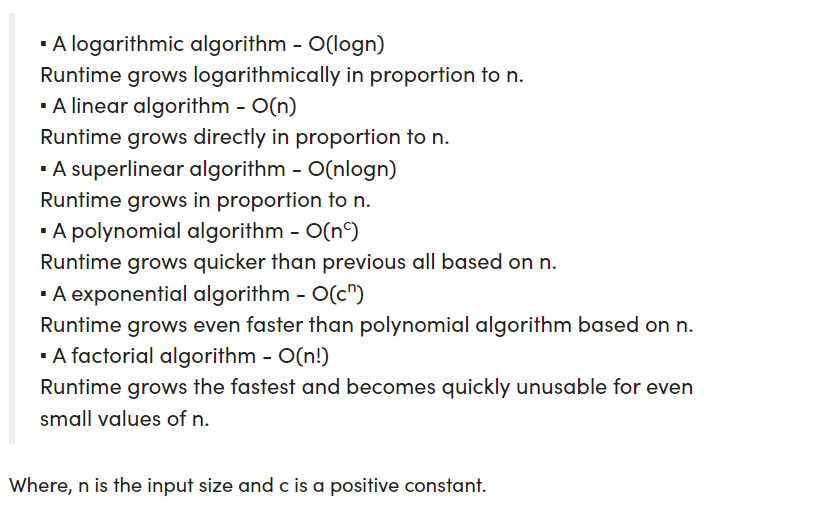 ▪ A logarithmic algorithm – O(logn)
Runtime grows logarithmically in proportion to n.
▪ A linear algorithm – O(n)
Runtime grows directly in proportion to n.
▪ A superlinear algorithm – O(nlogn)
Runtime grows in proportion to n.
▪ A polynomial algorithm – O(nᶜ)
Runtime grows quicker than previous all based on n.
▪ A exponential algorithm – O(cⁿ)
Runtime grows even faster than polynomial algorithm based on n.
▪ A factorial algorithm – O(n!)
Runtime grows the fastest and becomes quickly unusable for even
small values of n.
Where, n is the input size and c is a positive constant.